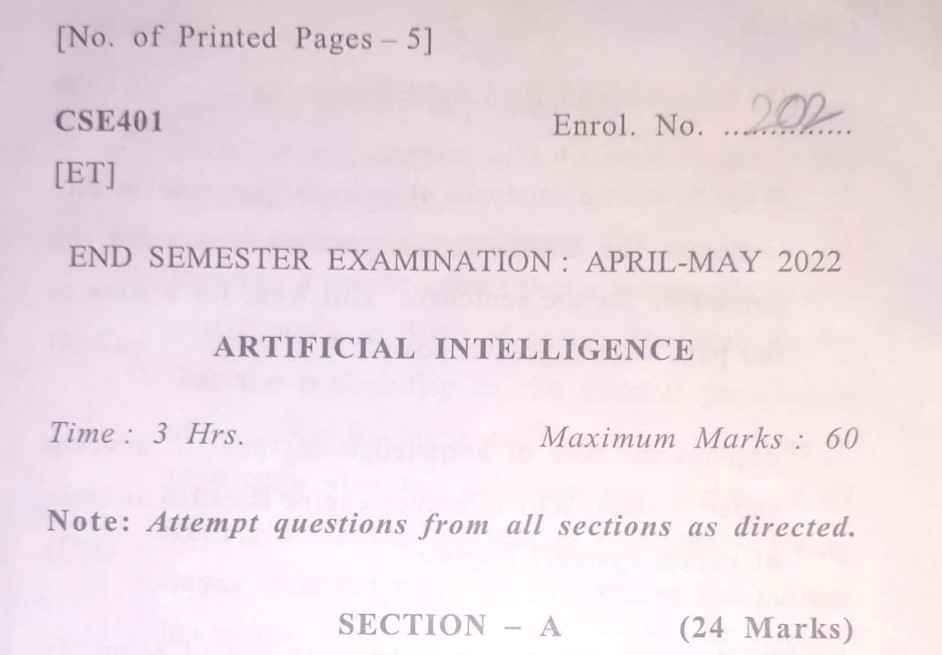 [No. of Printed Pages – 5]
CSE401 Enrol. No. ...202...
[ET]
END SEMESTER EXAMINATION : APRIL-MAY 2022
ARTIFICIAL INTELLIGENCE
Time : 3 Hrs. Maximum Marks : 60
Note: Attempt questions from all sections as directed.
SECTION – A (24 Marks)